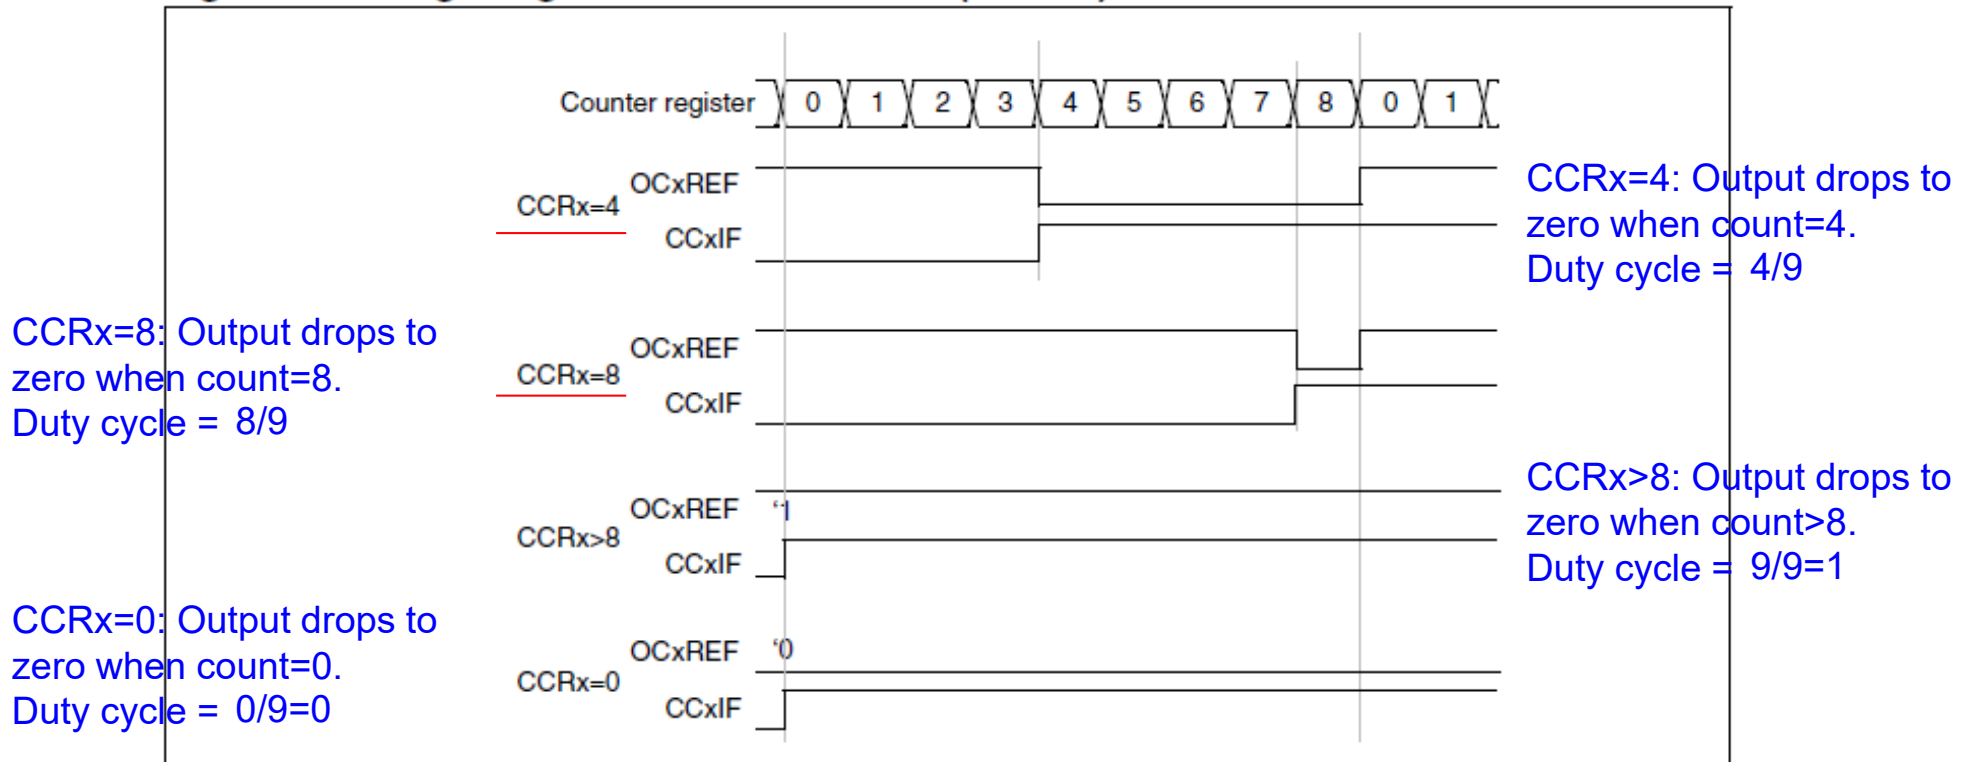 Counter register 0 1 2 3 4 5 6 7 8 0 1
OCxREF
CCRx=4
CCxIF
CCRx=4: Output drops to
zero when count=4.
Duty cycle = 4/9
CCRx=8: Output drops to
zero when count=8.
Duty cycle = 8/9
OCxREF
CCRx=8
CCxIF
OCxREF '1
CCRx>8
CCxIF
CCRx>8: Output drops to
zero when count>8.
Duty cycle = 9/9=1
CCRx=0: Output drops to
zero when count=0.
Duty cycle = 0/9=0
OCxREF '0
CCRx=0
CCxIF